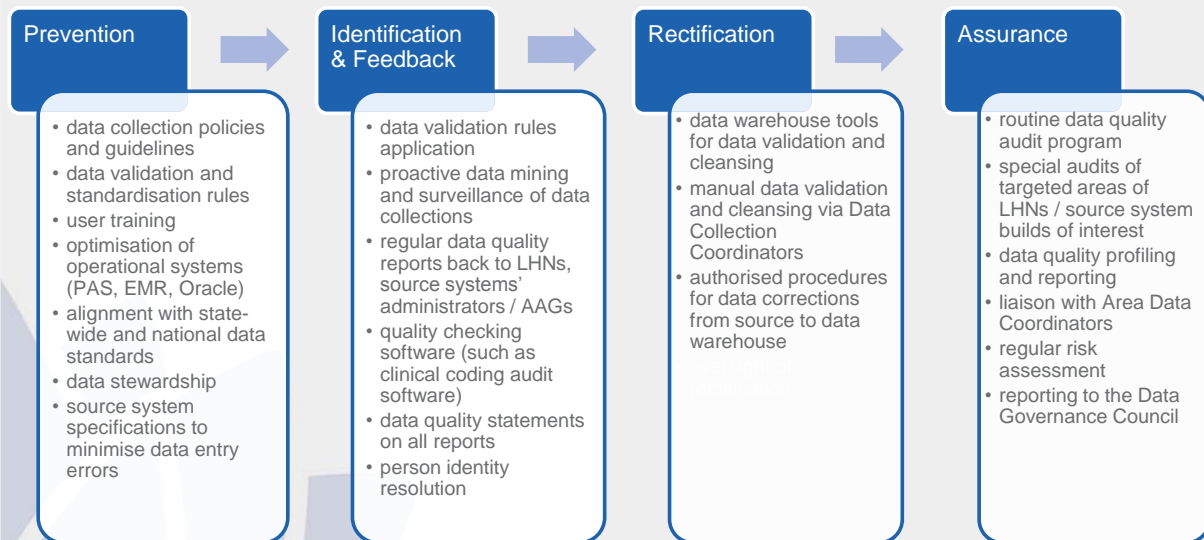 Prevention
• data collection policies
and guidelines
• data validation and
standardisation rules
• user training
• optimisation of
operational systems
(PAS, EMR, Oracle)
• alignment with state-
wide and national data
standards
• data stewardship
• source system
specifications to
minimise data entry
errors
Identification
& Feedback
• data validation rules
application
• proactive data mining
and surveillance of data
collections
• regular data quality
reports back to LHNs,
source systems’
administrators / AAGs
• quality checking
software (such as
clinical coding audit
software)
• data quality statements
on all reports
• person identity
resolution
Rectification
• data warehouse tools
for data validation and
cleansing
• manual data validation
and cleansing via Data
Collection
Coordinators
• authorised procedures
for data corrections
from source to data
warehouse
Assurance
• routine data quality
audit program
• special audits of
targeted areas of
LHNs / source system
builds of interest
• data quality profiling
and reporting
• liaison with Area Data
Coordinators
• regular risk
assessment
• reporting to the Data
Governance Council